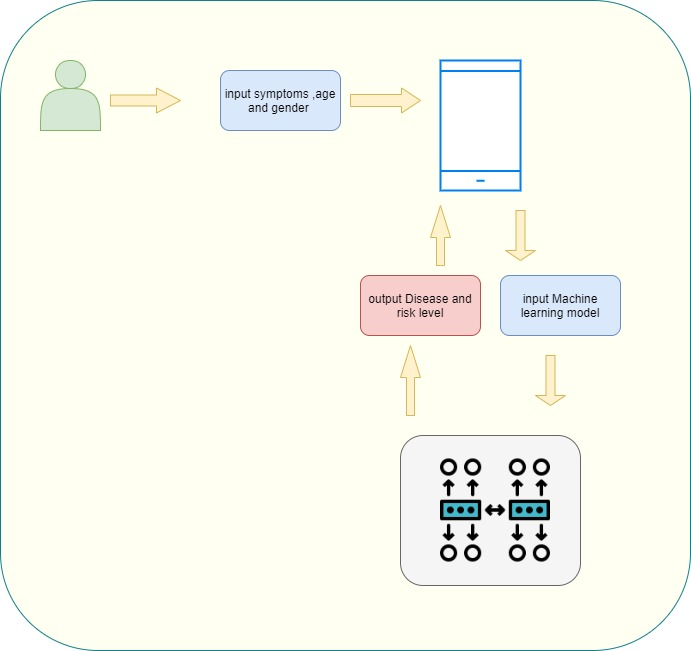 input symptoms ,age
and gender
output Disease and
risk level
input Machine
learning model